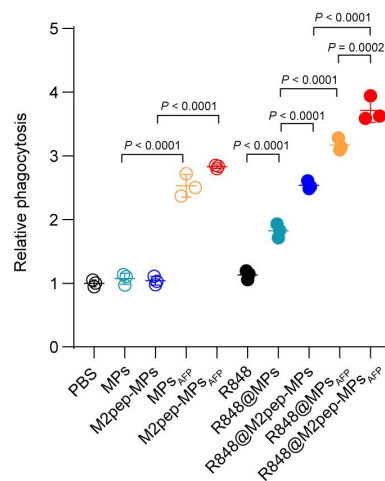 P < 0.0001
P = 0.0002
P < 0.0001
P < 0.0001
P < 0.0001
P < 0.0001
P < 0.0001
P < 0.0001
Relative phagocytosis
5
4
3
2
1
0
PBS
MPs
M2pep-MPs
MPsAFP
M2pep-MPsAFP
R848
R848@MPs
R848@M2pep-MPs
R848@MPsAFP
R848@M2pep-MPsAFP